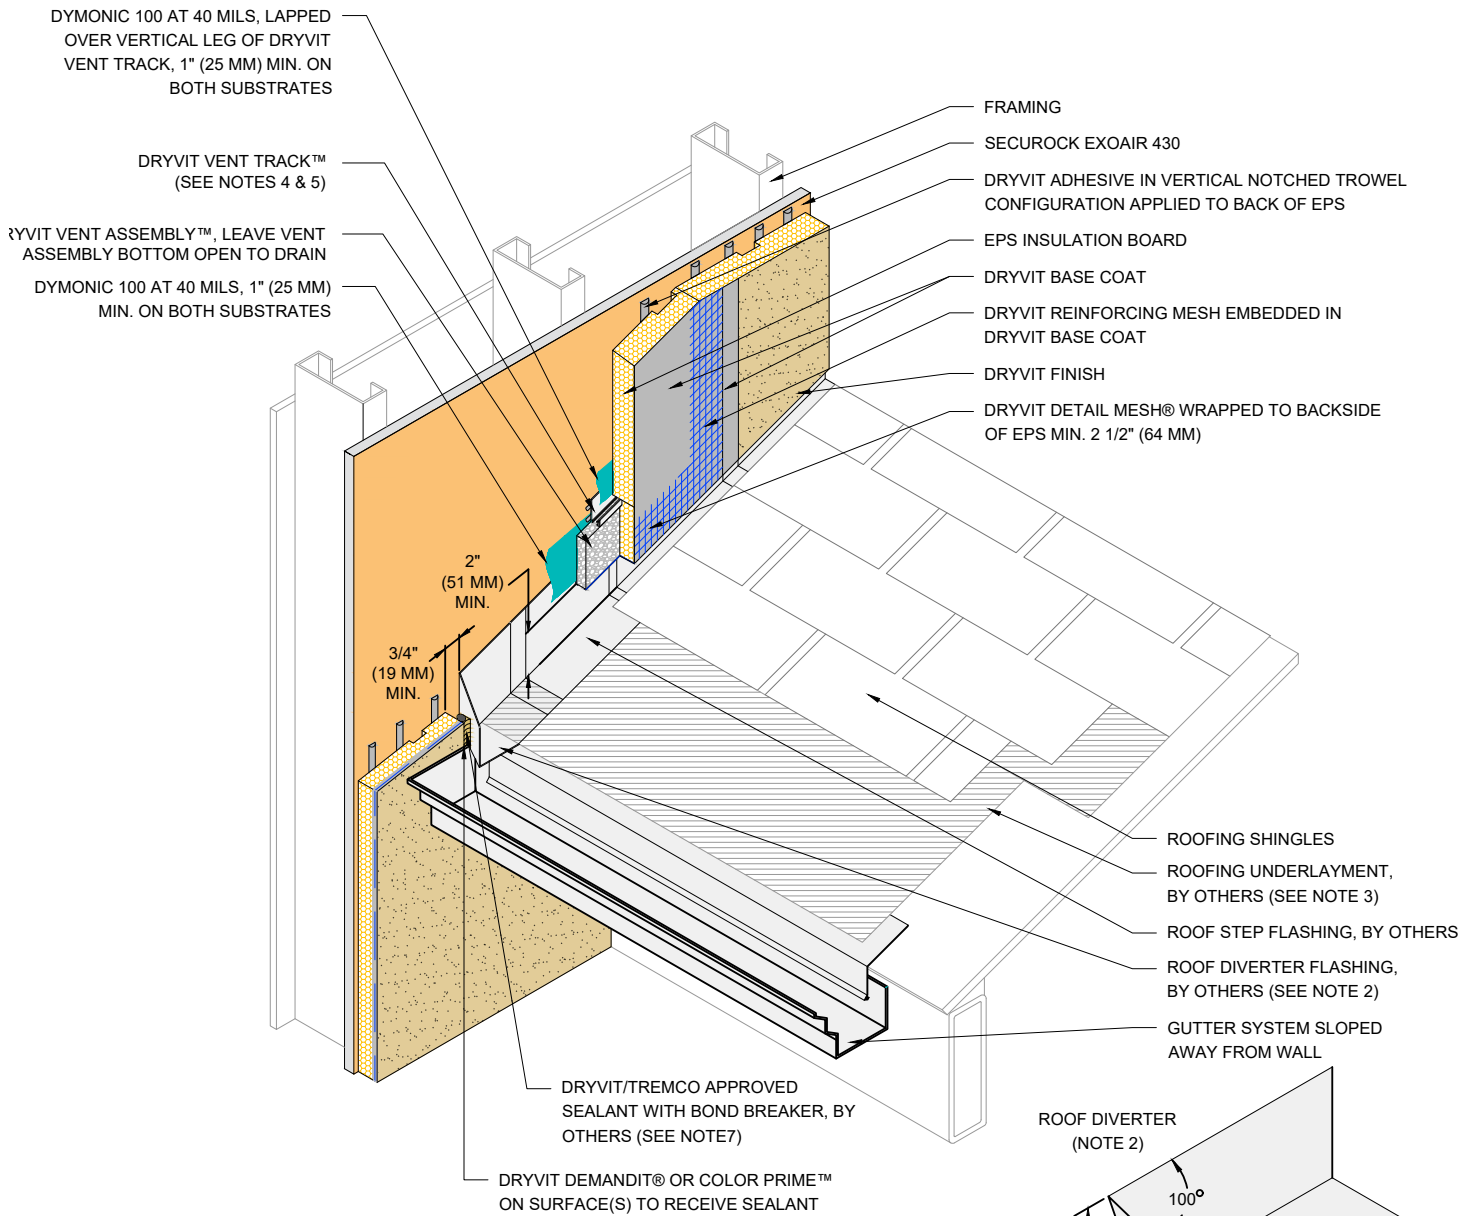 DYMONIC 100 AT 40 MILS, LAPPED
OVER VERTICAL LEG OF DRYVIT
VENT TRACK, 1" (25 MM) MIN. ON
BOTH SUBSTRATES
DRYVIT VENT TRACK™
(SEE NOTES 4 & 5)
RYVIT VENT ASSEMBLY™, LEAVE VENT
ASSEMBLY BOTTOM OPEN TO DRAIN
DYMONIC 100 AT 40 MILS, 1" (25 MM)
MIN. ON BOTH SUBSTRATES
FRAMING
SECUROCK EXOAIR 430
DRYVIT ADHESIVE IN VERTICAL NOTCHED TROWEL
CONFIGURATION APPLIED TO BACK OF EPS
EPS INSULATION BOARD
DRYVIT BASE COAT
DRYVIT REINFORCING MESH EMBEDDED IN
DRYVIT BASE COAT
DRYVIT FINISH
DRYVIT DETAIL MESH® WRAPPED TO BACKSIDE
OF EPS MIN. 2 1/2" (64 MM)
2"
(51 MM)
MIN.
3/4"
(19 MM)
MIN.
ROOFING SHINGLES
ROOFING UNDERLAYMENT,
BY OTHERS (SEE NOTE 3)
ROOF STEP FLASHING, BY OTHERS
ROOF DIVERTER FLASHING,
BY OTHERS (SEE NOTE 2)
GUTTER SYSTEM SLOPED
AWAY FROM WALL
DRYVIT/TREMCO APPROVED
SEALANT WITH BOND BREAKER, BY
OTHERS (SEE NOTE7)
DRYVIT DEMANDIT® OR COLOR PRIME™
ON SURFACE(S) TO RECEIVE SEALANT
ROOF DIVERTER
(NOTE 2)
100°